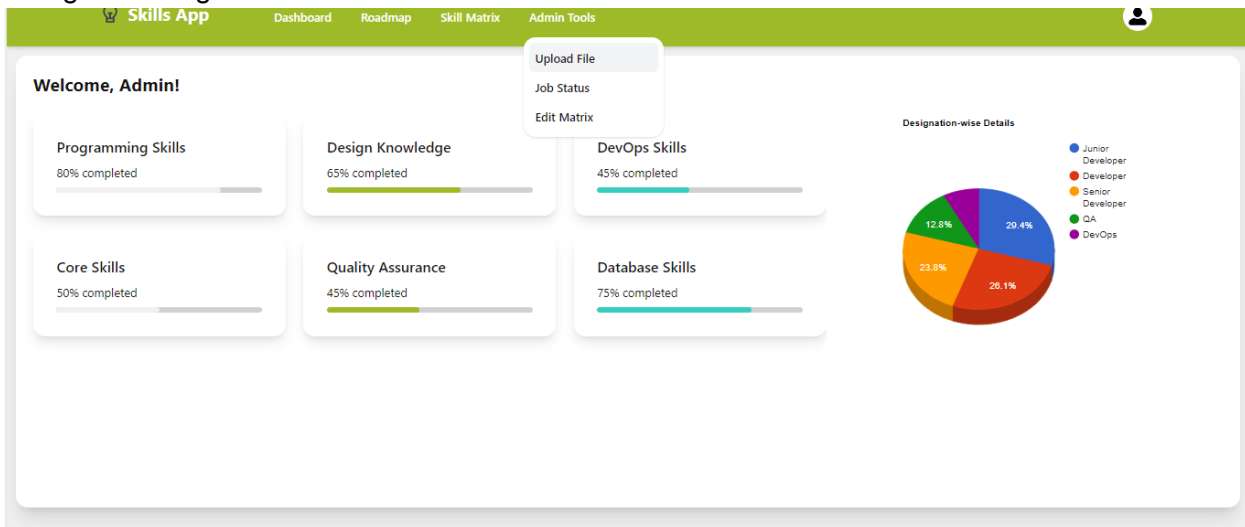 Skills App
Dashboard
Roadmap
Skill Matrix
Admin Tools
Upload File
Job Status
Edit Matrix
Welcome, Admin!
Programming Skills
80% completed
Design Knowledge
65% completed
DevOps Skills
45% completed
Core Skills
50% completed
Quality Assurance
45% completed
Database Skills
75% completed
Designation-wise Details
Junior
Developer
Developer
Senior
Developer
QA
DevOps
12.8%
29.4%
23.8%
26.1%